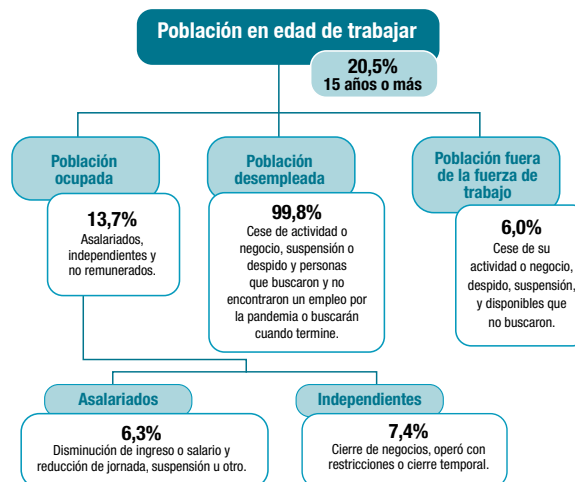 Población en edad de trabajar
20,5%
15 años o más
Población
ocupada
13,7%
Asalariados,
independientes y
no remunerados.
Población
desempleada
99,8%
Cese de actividad o
negocio, suspensión o
despido y personas
que buscaron y no
encontraron un empleo por
la pandemia o buscarán
cuando termine.
Población fuera
de la fuerza de
trabajo
6,0%
Cese de su
actividad o negocio,
despido, suspensión,
y disponibles que
no buscaron.
Asalariados
6,3%
Disminución de ingreso o salario y
reducción de jornada, suspensión u otro.
Independientes
7,4%
Cierre de negocios, operó con
restricciones o cierre temporal.